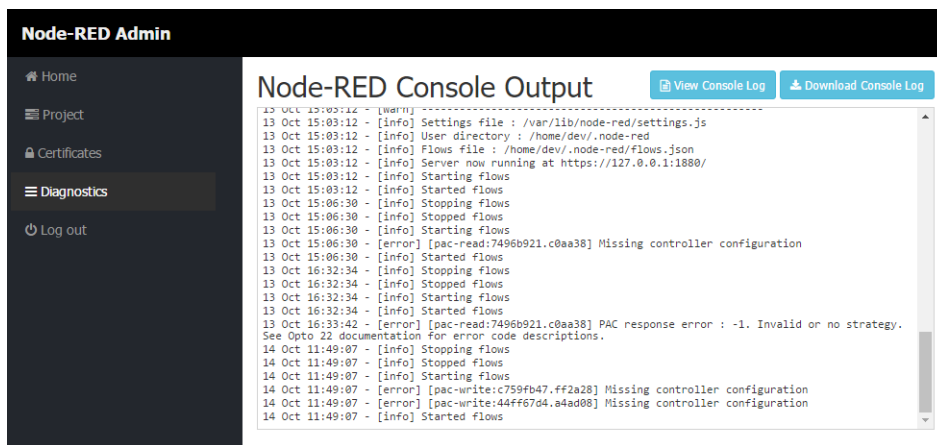 Node-RED Admin
Home
Project
Certificates
Diagnostics
Log out
Node-RED Console Output
View Console Log
Download Console Log
13 Oct 15:03:12 - [warn] ------------------------------------------------------
13 Oct 15:03:12 - [info] Settings file : /var/lib/node-red/settings.js
13 Oct 15:03:12 - [info] User directory : /home/dev/.node-red
13 Oct 15:03:12 - [info] Flows file : /home/dev/.node-red/flows.json
13 Oct 15:03:12 - [info] Server now running at https://127.0.0.1:1880/
13 Oct 15:03:12 - [info] Starting flows
13 Oct 15:03:12 - [info] Started flows
13 Oct 15:06:30 - [info] Stopping flows
13 Oct 15:06:30 - [info] Stopped flows
13 Oct 15:06:30 - [info] Starting flows
13 Oct 15:06:30 - [error] [pac-read:7496b921.c0aa38] Missing controller configuration
13 Oct 15:06:30 - [info] Started flows
13 Oct 16:32:34 - [info] Stopping flows
13 Oct 16:32:34 - [info] Stopped flows
13 Oct 16:32:34 - [info] Starting flows
13 Oct 16:32:34 - [info] Started flows
13 Oct 16:33:42 - [error] [pac-read:7496b921.c0aa38] PAC response error : -1. Invalid or no strategy.
See Opto 22 documentation for error code descriptions.
14 Oct 11:49:07 - [info] Stopping flows
14 Oct 11:49:07 - [info] Stopped flows
14 Oct 11:49:07 - [info] Starting flows
14 Oct 11:49:07 - [error] [pac-write:c759fb47.ff2a28] Missing controller configuration
14 Oct 11:49:07 - [error] [pac-write:44ff67d4.a4ad08] Missing controller configuration
14 Oct 11:49:07 - [info] Started flows